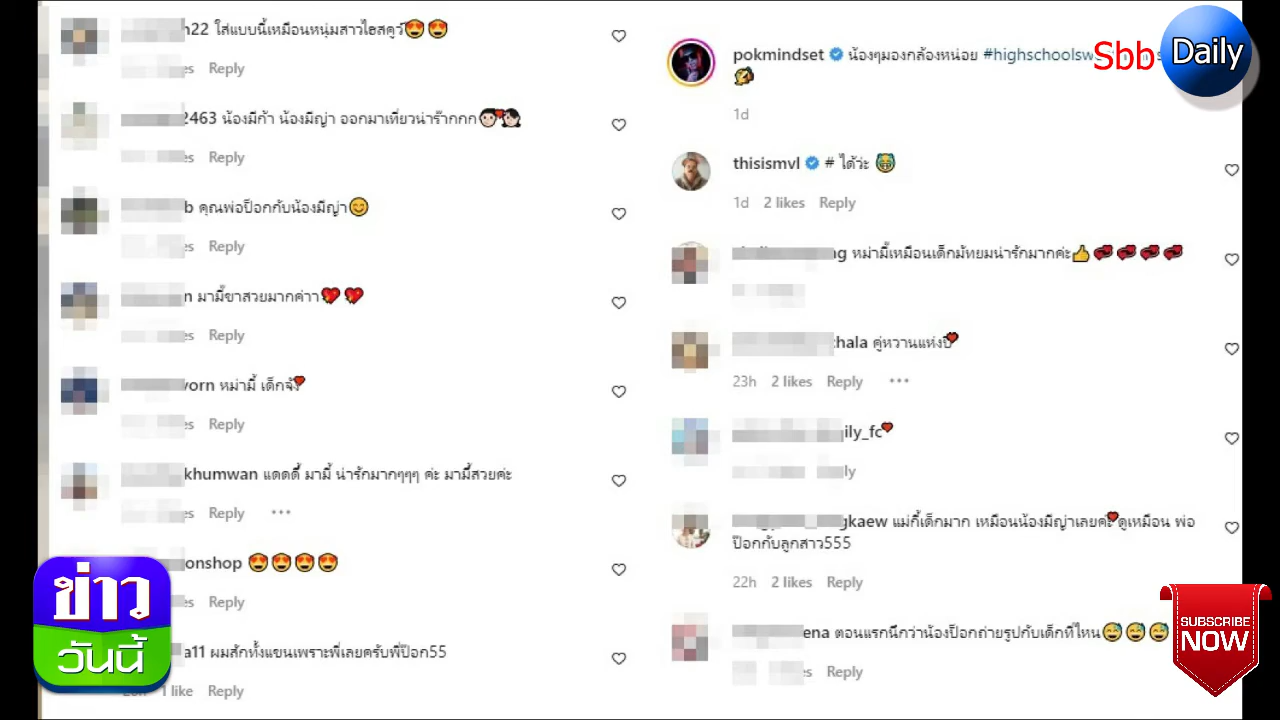 n22 ใส่แบบนี้เหมือนหนุ่มสาวไฮสคูว์😍😍
es Reply
2463 น้องมีก้า น้องมีญ่า ออกมาเที่ยวน่าร๊ากกก
es Reply
b คุณพ่อป๊อกกับน้องมีญ่า😊
es Reply
n มามี๊ขาสวยมากค่าา💖💖
es Reply
vorn หม่ามี้ เด็กจัง
es Reply
khumwan แดดดี๊ มามี้ น่ารักมากๆๆๆ ค่ะ มามี๊สวยค่ะ
es Reply •••
onshop 😍😍😍😍
es Reply
a11 ผมสักทั้งแขนเพราะพี่เลยครับพี่ป๊อก55
1 like Reply
ข่าว
วันนี้
Sbb Daily
pokmindset น้องๆมองกล้องหน่อย
1d
thisismvl # ได้ว่ะ
1d 2 likes Reply
ng หม่ามี้เหมือนเด็กมัทยมน่ารักมากค่ะ👍💞💞💞💞
hala คู่หวานแห่งปี
23h 2 likes Reply •••
ily_fc
ly
gkaew แม่กี้เด็กมาก เหมือนน้องมีญ่าเลยค่ะ ดูเหมือน พ่อ
ป๊อกกับลูกสาว555
22h 2 likes Reply
ena ตอนแรกนึกว่าน้องป๊อกถ่ายรูปกับเด็กที่ไหน😅😅😅
s Reply
SUBSCRIBE
NOW